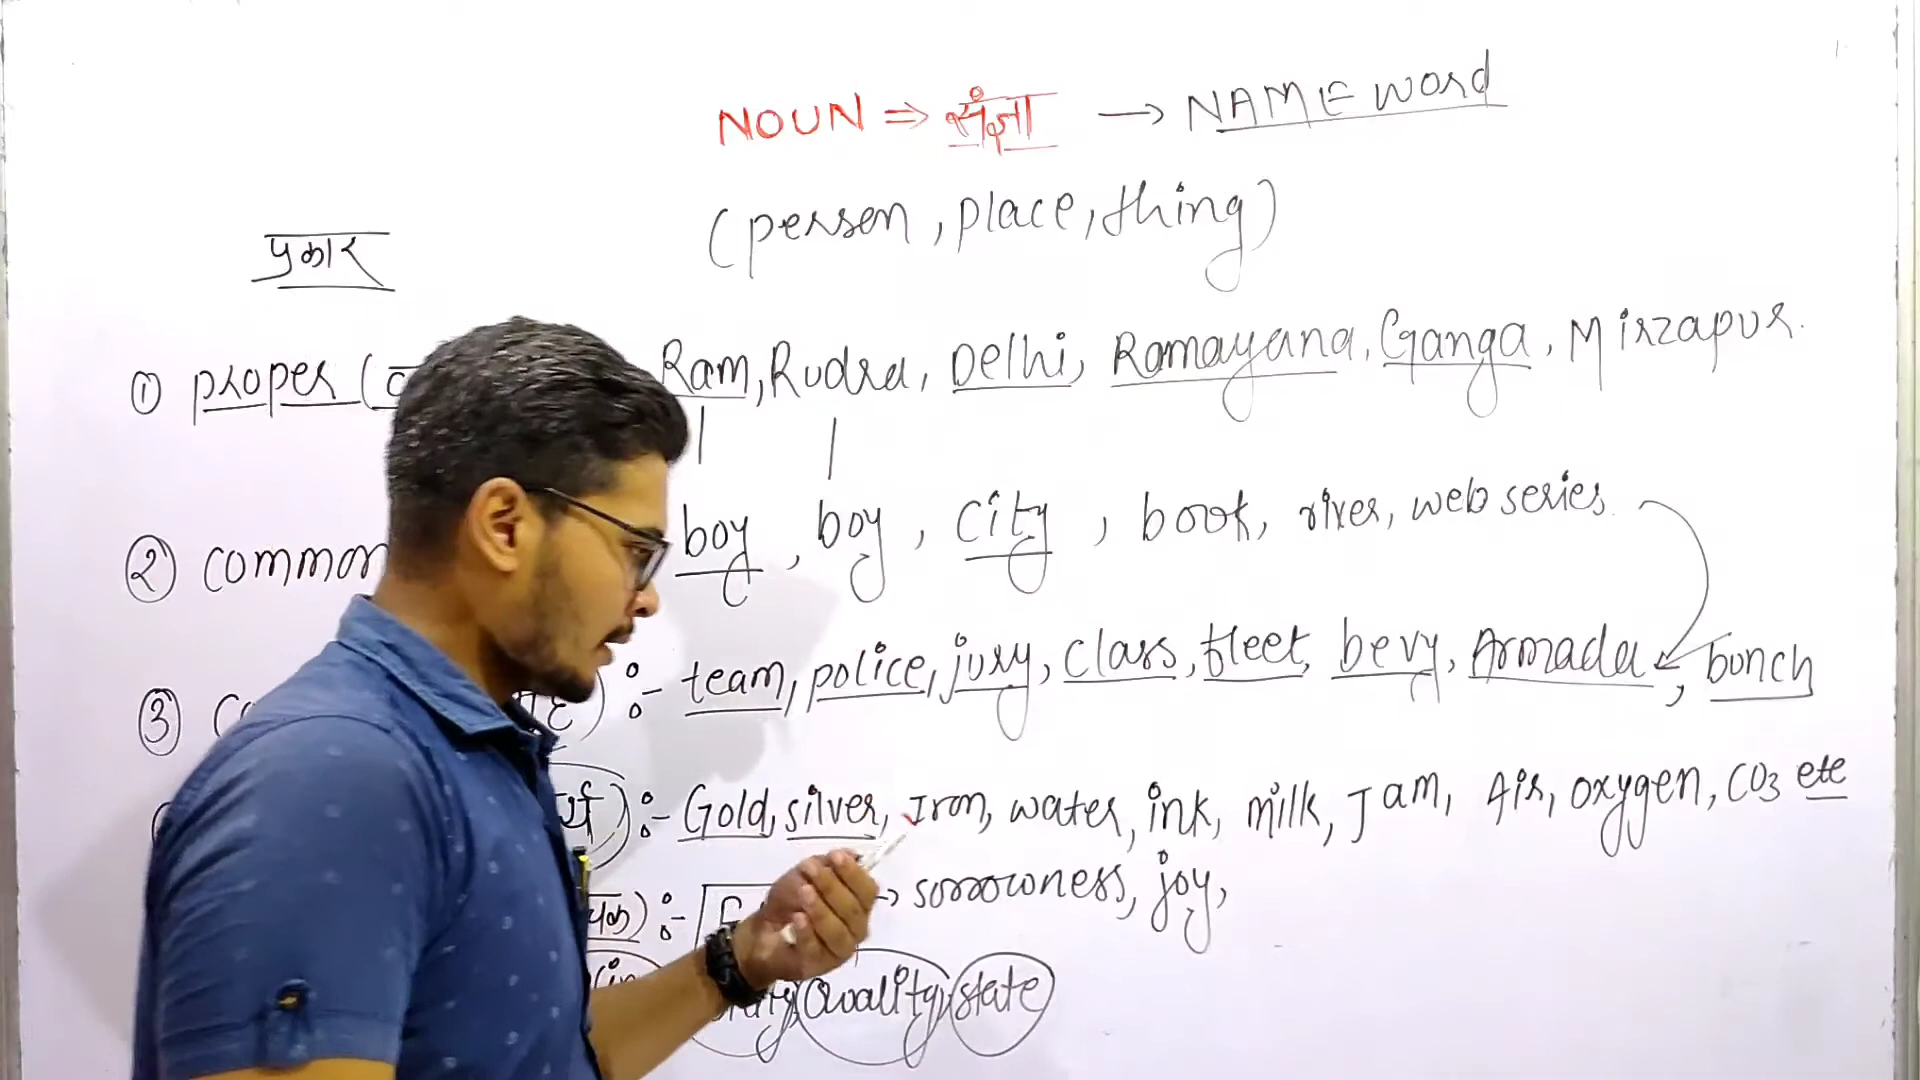 NOUN ⇒ संज्ञा → NAME word
(person, place, thing)
प्रकार
① proper ( Ram, Rudra, Delhi, Ramayana, Ganga, Mirzapur.
② common boy, boy, city, book, river, web series
③ :- team, police, jury, class, fleet, bevy, Armada, bunch
) :- Gold, silver, Iron, water, ink, milk, Jam, Air, oxygen, CO3 etc
) :- → sorrowness, joy,
Quality, state